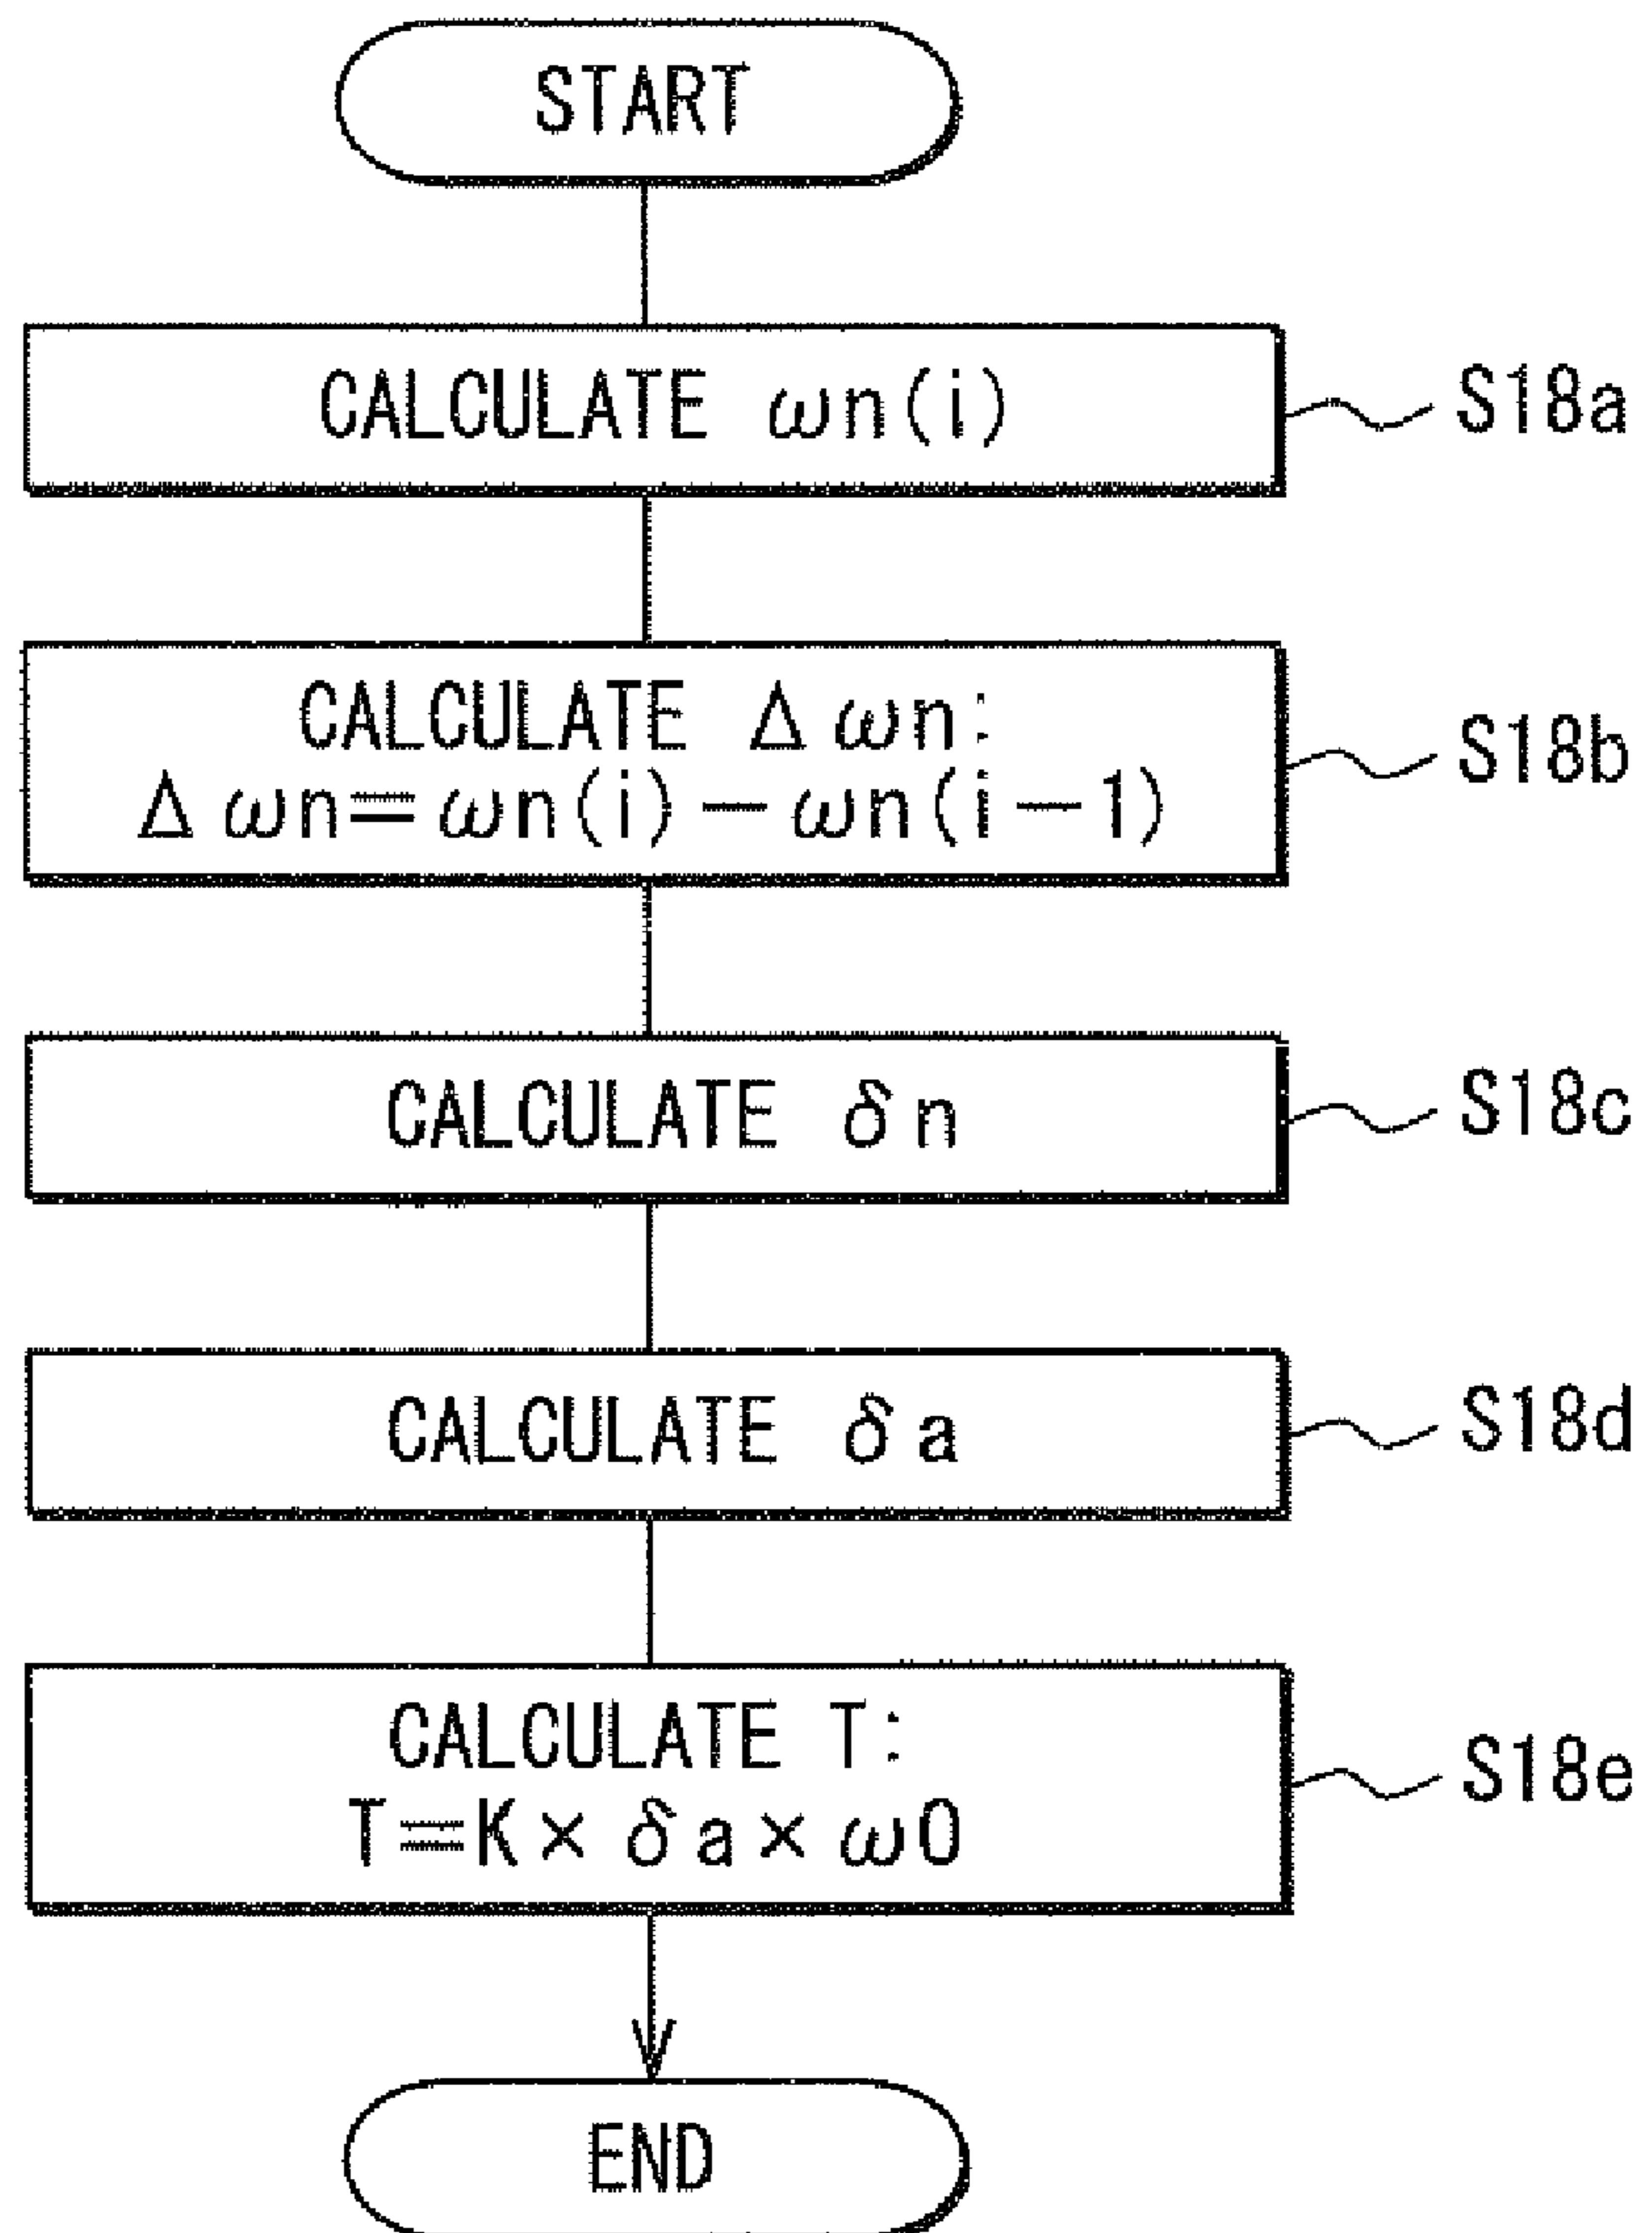 START
CALCULATE ωn(i)
S18a
CALCULATE Δωn:
Δωn=ωn(i)-ωn(i-1)
S18b
CALCULATE δn
S18c
CALCULATE δa
S18d
CALCULATE T:
T=K×δa×ω0
S18e
END